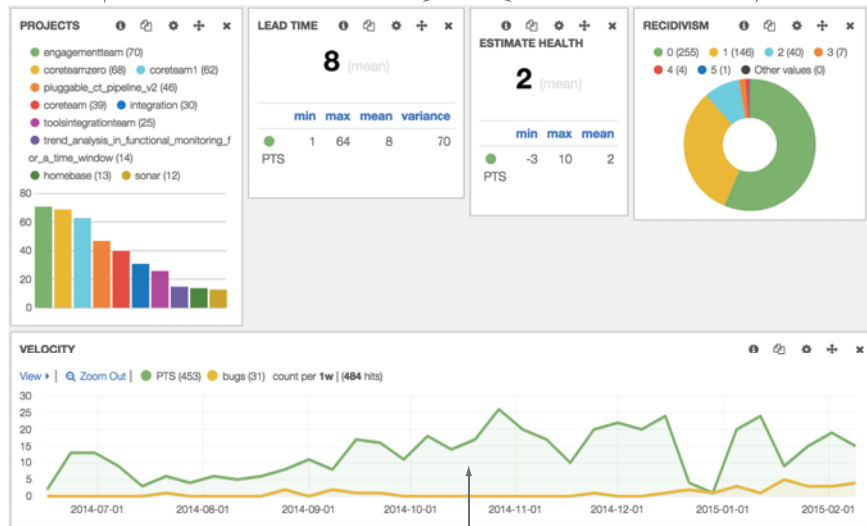 PROJECTS
engagementteam (70)
coreteamzero (68) coreteam1 (62)
pluggable_ct_pipeline_v2 (46)
coreteam (39) integration (30)
toolsintegrationteam (25)
trend_analysis_in_functional_monitoring_f
or_a_time_window (14)
homebase (13) sonar (12)
80
60
40
20
0
LEAD TIME
8 (mean)
min max mean variance
PTS 1 64 8 70
ESTIMATE HEALTH
2 (mean)
min max mean
PTS -3 10 2
RECIDIVISM
0 (255) 1 (146) 2 (40) 3 (7)
4 (4) 5 (1) Other values (0)
VELOCITY
View Zoom Out | PTS (453) bugs (31) count per 1w | (484 hits)
30
25
20
15
10
5
0
2014-07-01 2014-08-01 2014-09-01 2014-10-01 2014-11-01 2014-12-01 2015-01-01 2015-02-01